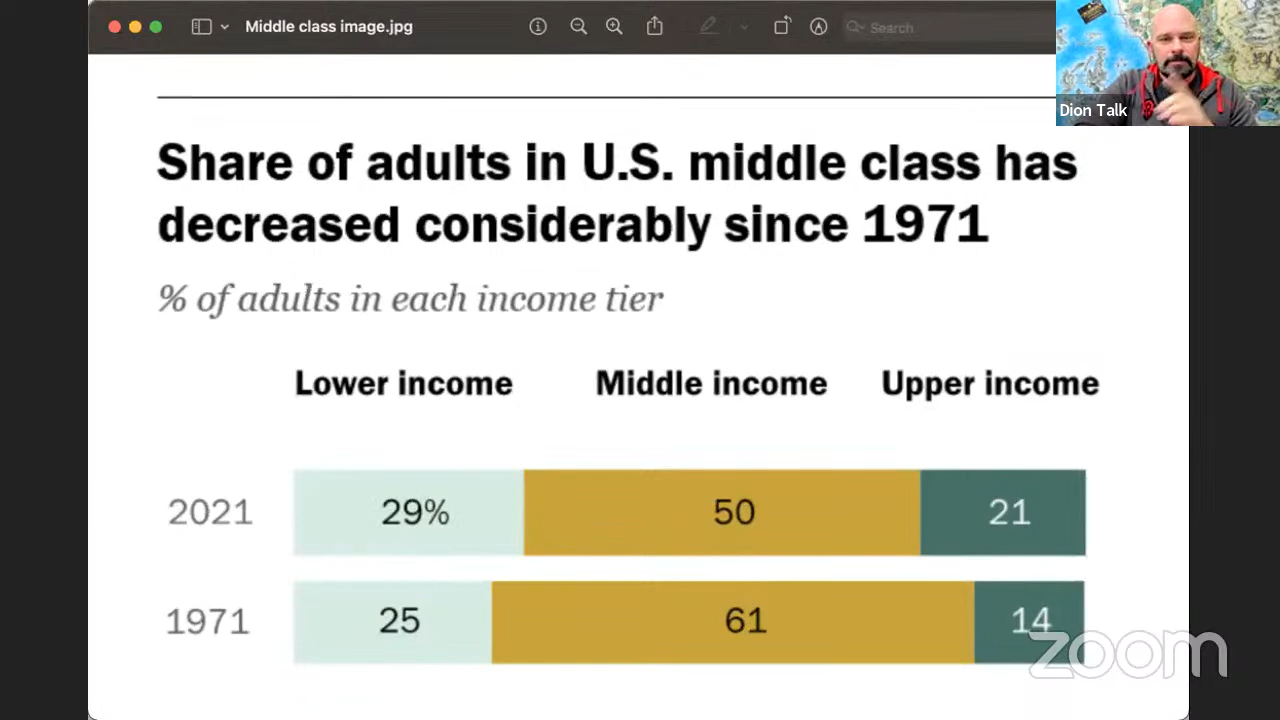 Middle class image.jpg
Search
Dion Talk
Share of adults in U.S. middle class has
decreased considerably since 1971
% of adults in each income tier
Lower income Middle income Upper income
2021 29% 50 21
1971 25 61 14
zoom